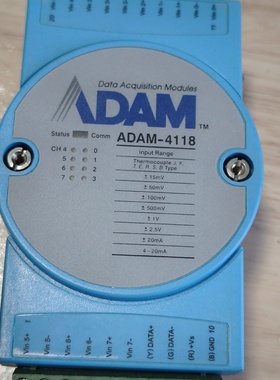 Data Acquisition Modules
ADAM™
Status Comm
ADAM-4118
CH 4 0
5 1
6 2
7 3
Input Range
Thermocouple J, K,
T, E, R, S, B Type
± 15mV
± 50mV
± 100mV
± 500mV
± 1V
± 2.5V
± 20mA
4 - 20mA
Vin 5+ 1
Vin 5-
Vin 6+
Vin 6-
Vin 7+
Vin 7-
(Y) DATA+
(G) DATA-
(R) +Vs
(B) GND 10